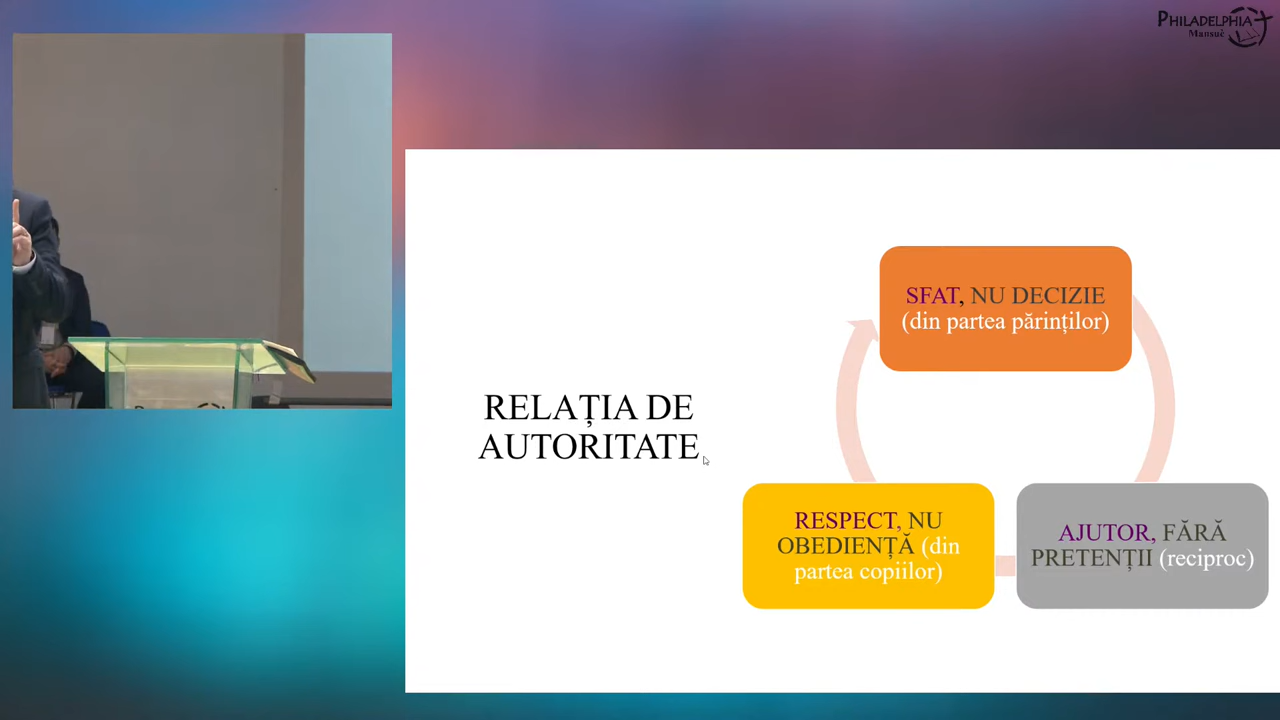 PHILADELPHIA
Mansuè
RELAȚIA DE
AUTORITATE
SFAT, NU DECIZIE
(din partea părinților)
RESPECT, NU
OBEDIENȚĂ (din
partea copiilor)
AJUTOR, FĂRĂ
PRETENȚII (reciproc)